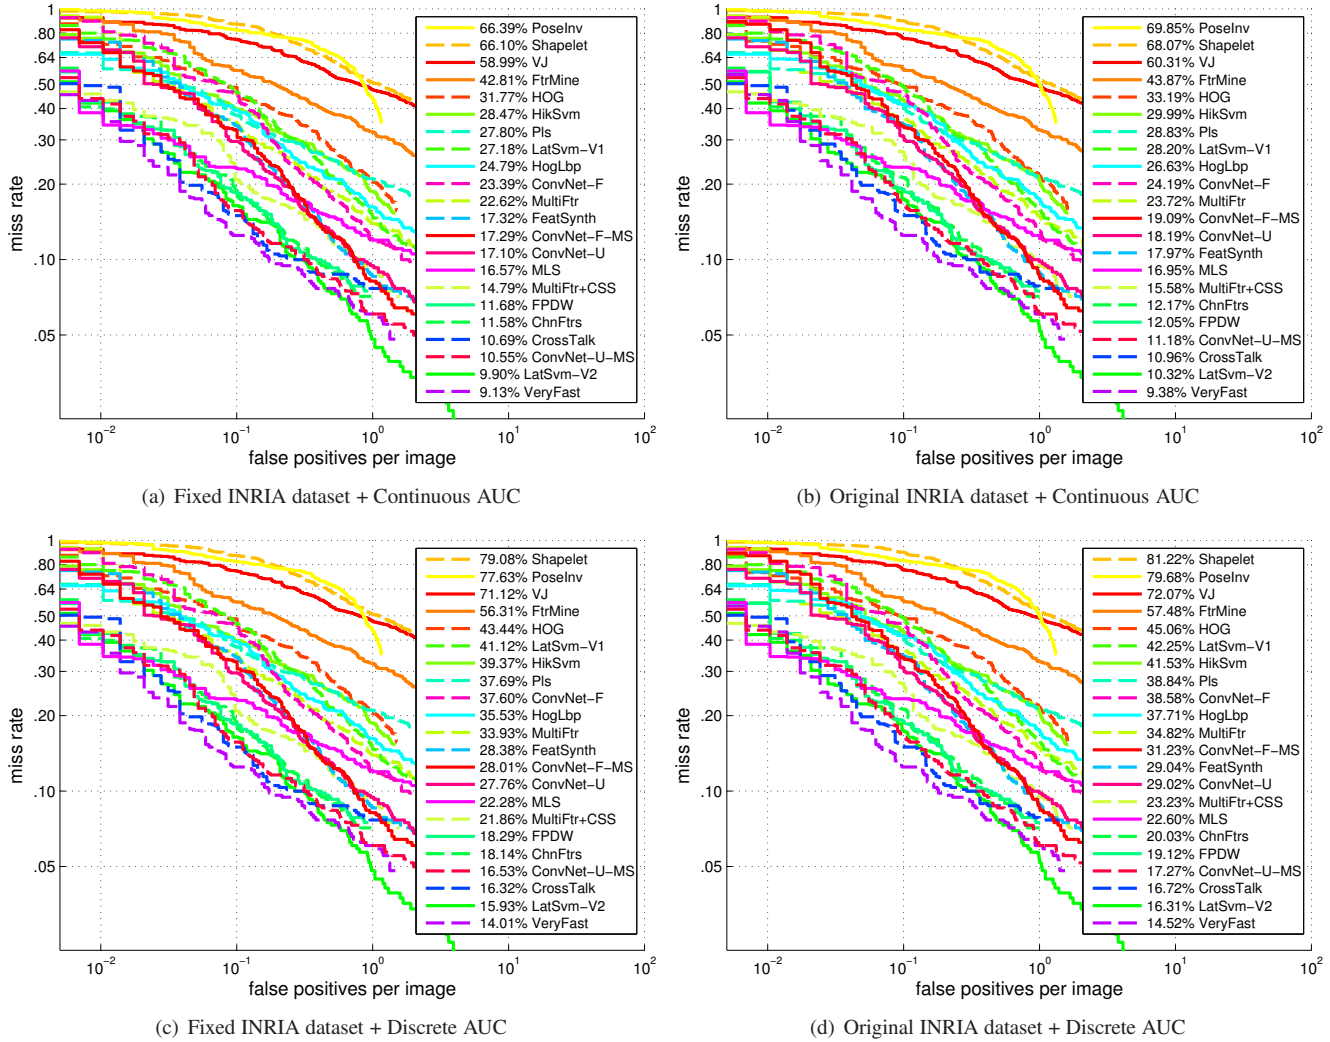 1
.80
.64
.50
.40
.30
.20
.10
.05
miss rate
10^-2
10^-1
10^0
10^1
10^2
false positives per image
66.39% PoseInv
66.10% Shapelet
58.99% VJ
42.81% FtrMine
31.77% HOG
28.47% HikSvm
27.80% Pls
27.18% LatSvm-V1
24.79% HogLbp
23.39% ConvNet-F
22.62% MultiFtr
17.32% FeatSynth
17.29% ConvNet-F-MS
17.10% ConvNet-U
16.57% MLS
14.79% MultiFtr+CSS
11.68% FPDW
11.58% ChnFtrs
10.69% CrossTalk
10.55% ConvNet-U-MS
9.90% LatSvm-V2
9.13% VeryFast
(a) Fixed INRIA dataset + Continuous AUC
1
.80
.64
.50
.40
.30
.20
.10
.05
miss rate
10^-2
10^-1
10^0
10^1
10^2
false positives per image
69.85% PoseInv
68.07% Shapelet
60.31% VJ
43.87% FtrMine
33.19% HOG
29.99% HikSvm
28.83% Pls
28.20% LatSvm-V1
26.63% HogLbp
24.19% ConvNet-F
23.72% MultiFtr
19.09% ConvNet-F-MS
18.19% ConvNet-U
17.97% FeatSynth
16.95% MLS
15.58% MultiFtr+CSS
12.17% ChnFtrs
12.05% FPDW
11.18% ConvNet-U-MS
10.96% CrossTalk
10.32% LatSvm-V2
9.38% VeryFast
(b) Original INRIA dataset + Continuous AUC
1
.80
.64
.50
.40
.30
.20
.10
.05
miss rate
10^-2
10^-1
10^0
10^1
10^2
false positives per image
79.08% Shapelet
77.63% PoseInv
71.12% VJ
56.31% FtrMine
43.44% HOG
41.12% LatSvm-V1
39.37% HikSvm
37.69% Pls
37.60% ConvNet-F
35.53% HogLbp
33.93% MultiFtr
28.38% FeatSynth
28.01% ConvNet-F-MS
27.76% ConvNet-U
22.28% MLS
21.86% MultiFtr+CSS
18.29% FPDW
18.14% ChnFtrs
16.53% ConvNet-U-MS
16.32% CrossTalk
15.93% LatSvm-V2
14.01% VeryFast
(c) Fixed INRIA dataset + Discrete AUC
1
.80
.64
.50
.40
.30
.20
.10
.05
miss rate
10^-2
10^-1
10^0
10^1
10^2
false positives per image
81.22% Shapelet
79.68% PoseInv
72.07% VJ
57.48% FtrMine
45.06% HOG
42.25% LatSvm-V1
41.53% HikSvm
38.84% Pls
38.58% ConvNet-F
37.71% HogLbp
34.82% MultiFtr
31.23% ConvNet-F-MS
29.04% FeatSynth
29.02% ConvNet-U
23.23% MultiFtr+CSS
22.60% MLS
20.03% ChnFtrs
19.12% FPDW
17.27% ConvNet-U-MS
16.72% CrossTalk
16.31% LatSvm-V2
14.52% VeryFast
(d) Original INRIA dataset + Discrete AUC